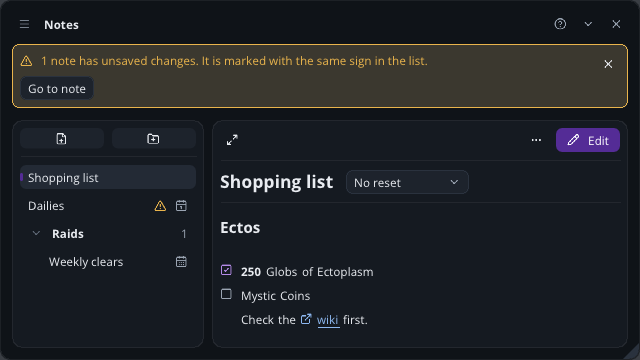 Notes
1 note has unsaved changes. It is marked with the same sign in the list.
Go to note
Shopping list
Dailies
Raids 1
Weekly clears
Edit
Shopping list No reset
Ectos
250 Globs of Ectoplasm
Mystic Coins
Check the wiki first.